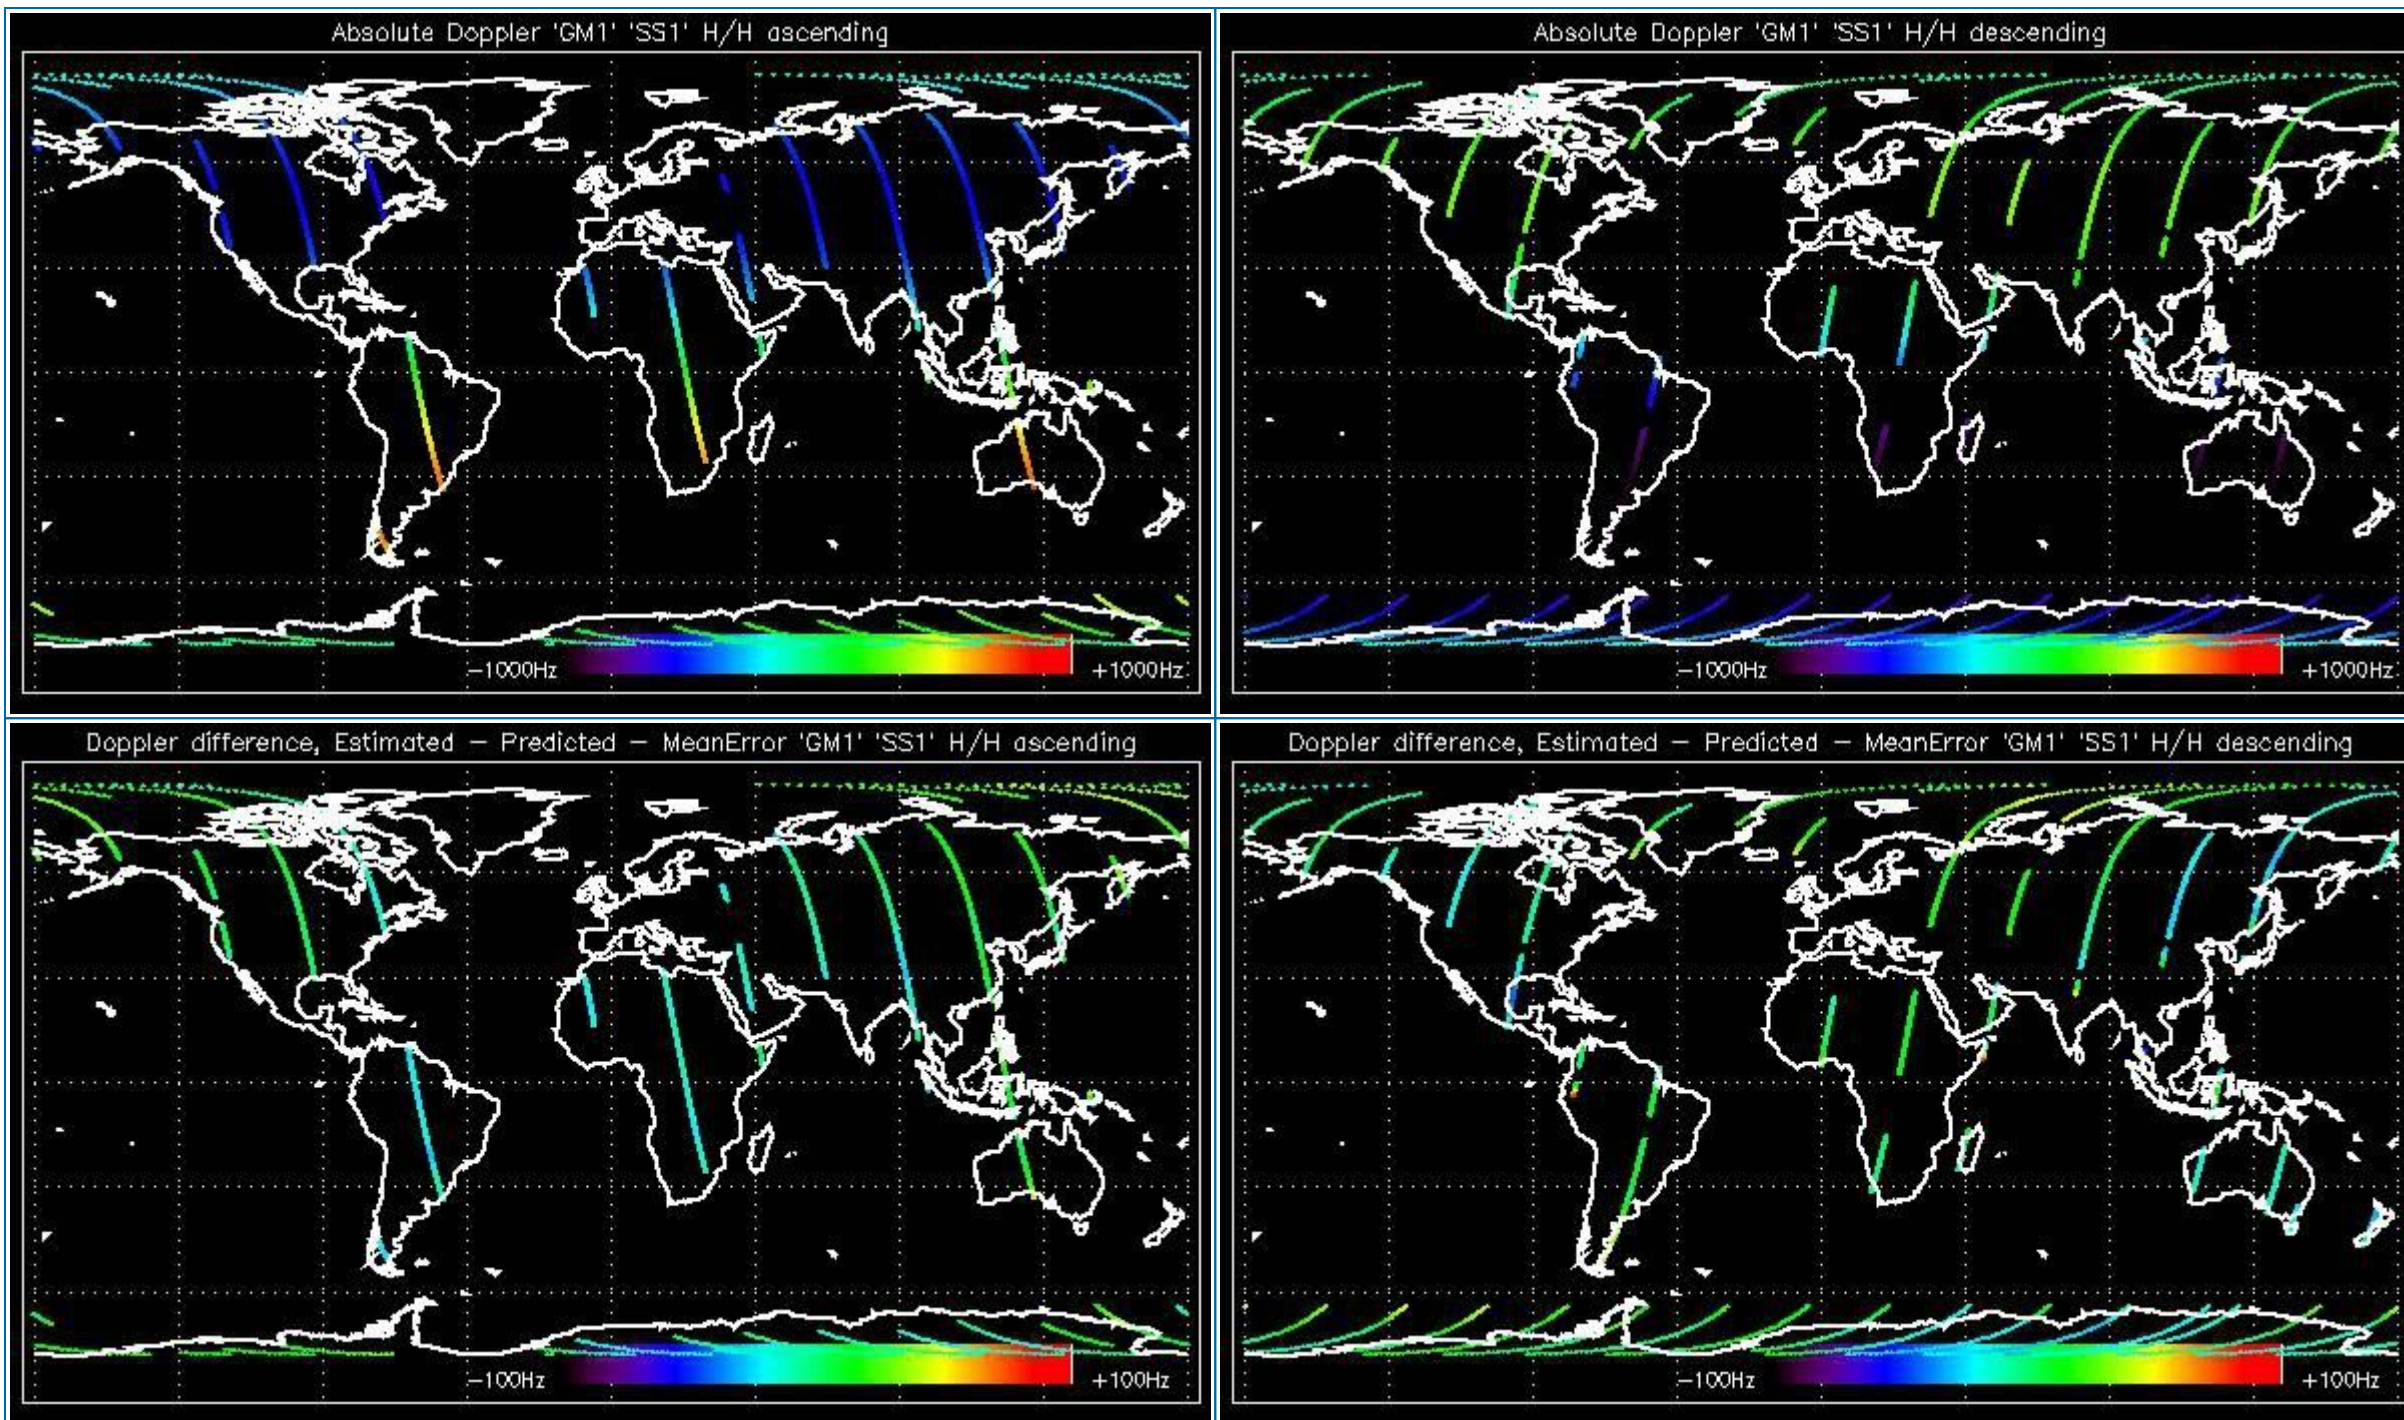 Absolute Doppler 'GM1' 'SS1' H/H ascending
-1000Hz
+1000Hz
Absolute Doppler 'GM1' 'SS1' H/H descending
-1000Hz
+1000Hz
Doppler difference, Estimated - Predicted - MeanError 'GM1' 'SS1' H/H ascending
-100Hz
+100Hz
Doppler difference, Estimated - Predicted - MeanError 'GM1' 'SS1' H/H descending
-100Hz
+100Hz